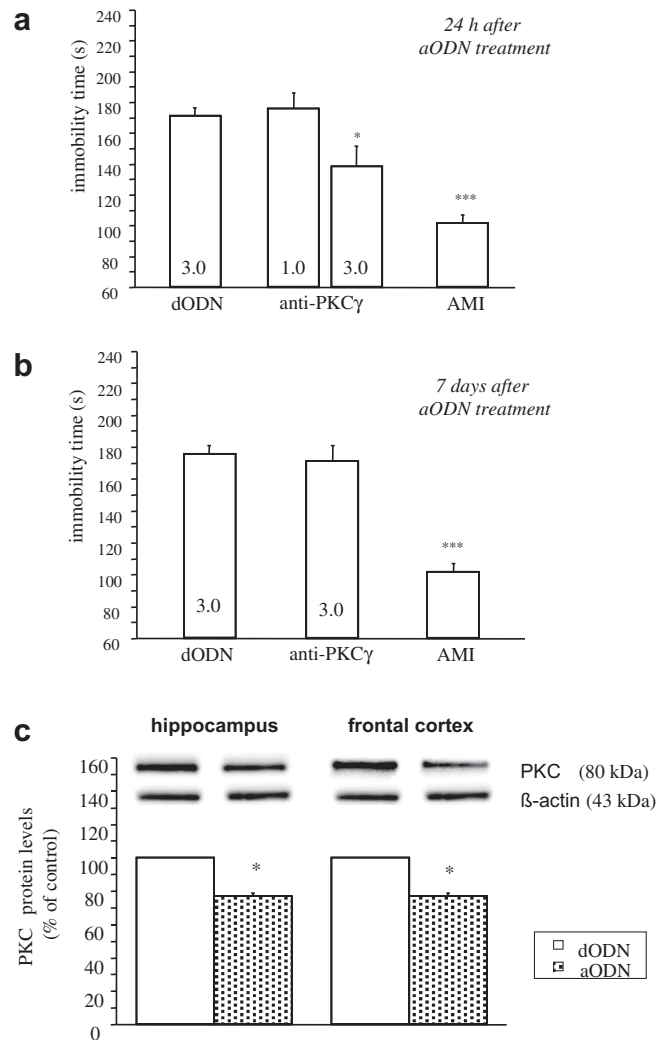 a
24 h after
aODN treatment
immobility time (s)
240
220
200
180
160
140
120
100
80
60
*
***
3.0
1.0
3.0
dODN
anti-PKCγ
AMI
b
7 days after
aODN treatment
immobility time (s)
240
220
200
180
160
140
120
100
80
60
***
3.0
3.0
dODN
anti-PKCγ
AMI
c
hippocampus
frontal cortex
PKC (80 kDa)
ß-actin (43 kDa)
PKC protein levels
(% of control)
160
140
120
100
80
60
40
20
0
*
*
dODN
aODN